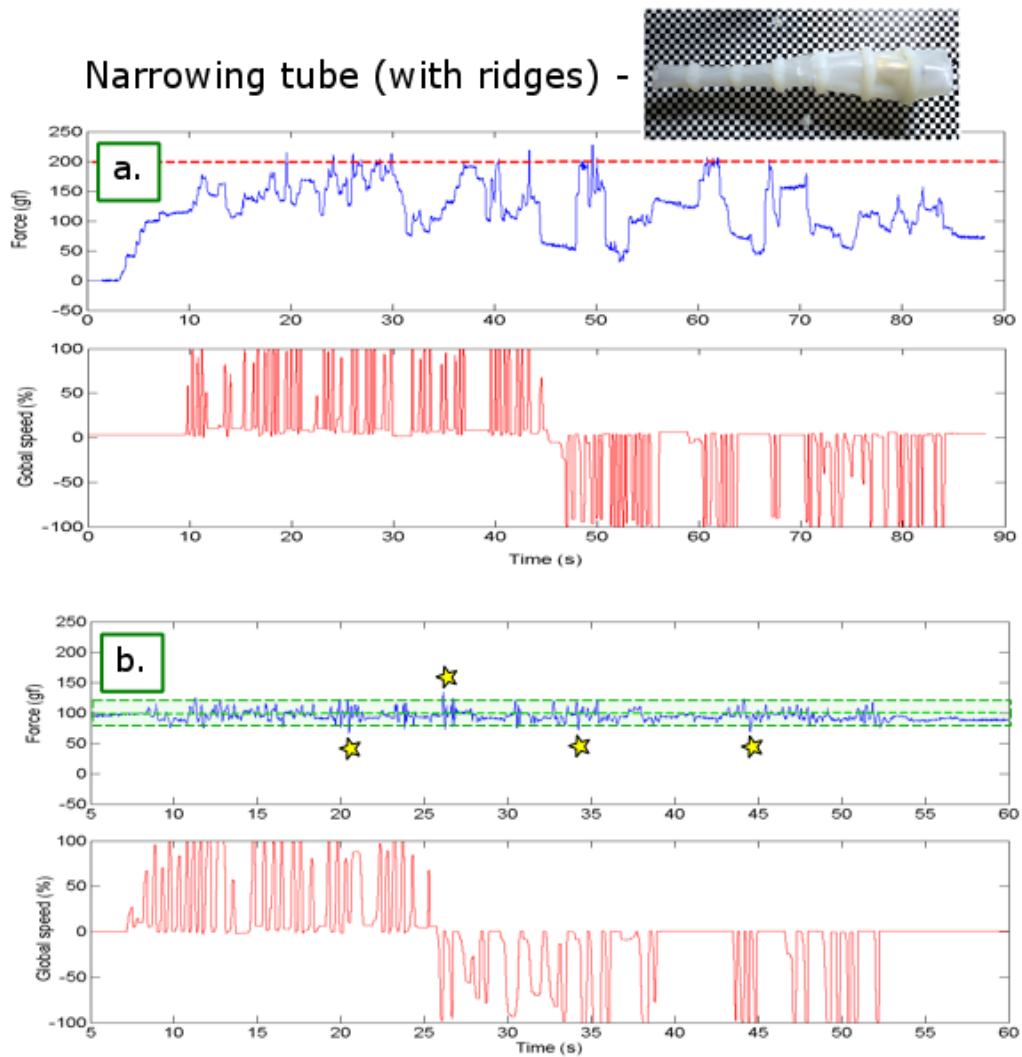 Narrowing tube (with ridges) -
a.
250
200
150
100
50
0
-50
Force (gf)
0 10 20 30 40 50 60 70 80 90
100
50
0
-50
-100
Gobal speed (%)
0 10 20 30 40 50 60 70 80 90
Time (s)
b.
250
200
150
100
50
0
-50
Force (gf)
5 10 15 20 25 30 35 40 45 50 55 60
100
50
0
-50
-100
Global speed (%)
5 10 15 20 25 30 35 40 45 50 55 60
Time (s)